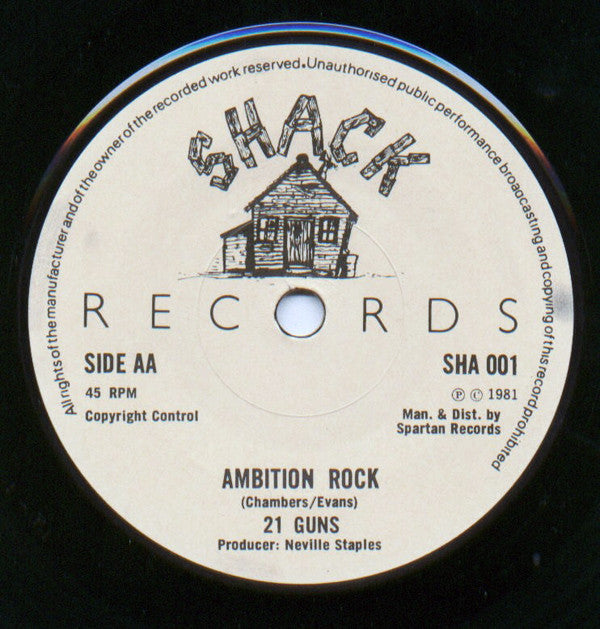 All rights of the manufacturer and of the owner of the recorded work reserved. Unauthorised public performance broadcasting and copying of this record prohibited
SHACK
RECORDS
SIDE AA
SHA 001
45 RPM
℗ © 1981
Copyright Control
Man. & Dist. by
Spartan Records
AMBITION ROCK
(Chambers/Evans)
21 GUNS
Producer: Neville Staples